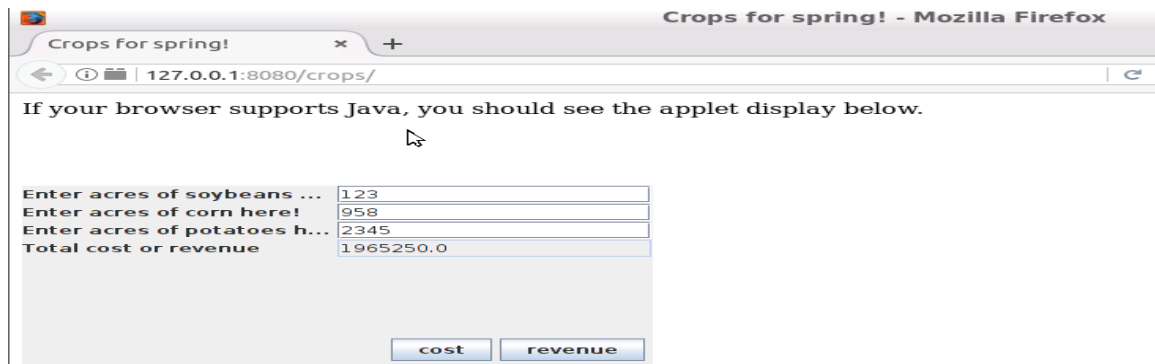 Crops for spring! - Mozilla Firefox
Crops for spring! × +
127.0.0.1:8080/crops/
If your browser supports Java, you should see the applet display below.
Enter acres of soybeans ... 123
Enter acres of corn here! 958
Enter acres of potatoes h... 2345
Total cost or revenue 1965250.0
cost revenue